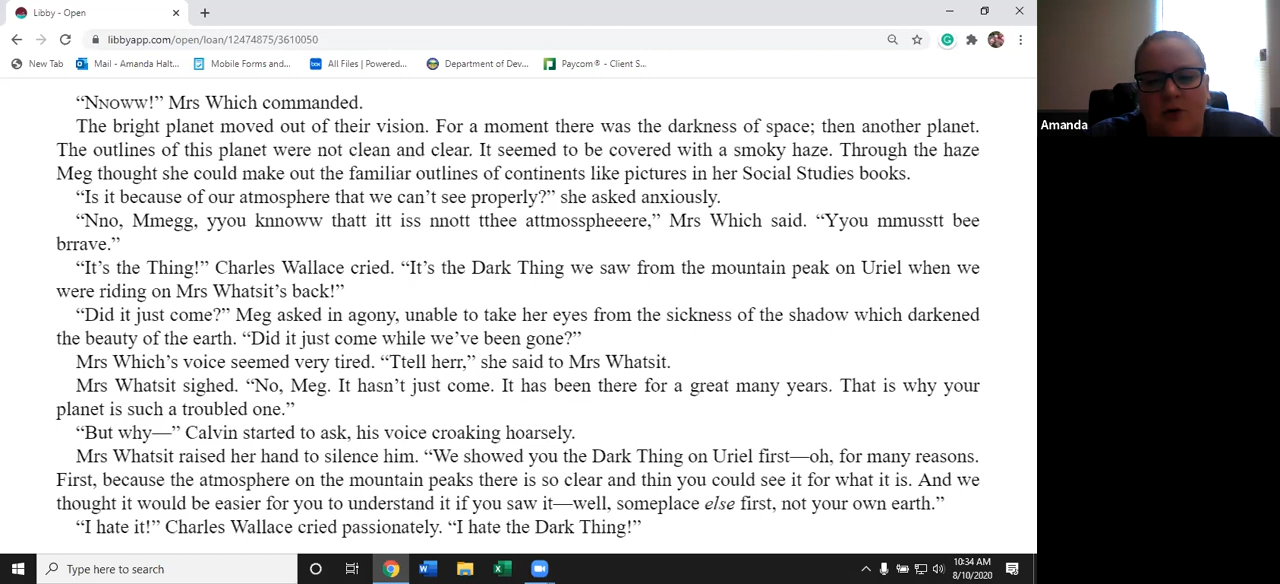 Libby - Open
libbyapp.com/open/loan/12474875/3610050
New Tab Mail - Amanda Halt... Mobile Forms and... box All Files | Powered... Department of Dev... Paycom® - Client S...
“NNOWW!” Mrs Which commanded.
The bright planet moved out of their vision. For a moment there was the darkness of space; then another planet.
The outlines of this planet were not clean and clear. It seemed to be covered with a smoky haze. Through the haze
Meg thought she could make out the familiar outlines of continents like pictures in her Social Studies books.
“Is it because of our atmosphere that we can’t see properly?” she asked anxiously.
“Nno, Mmegg, yyou knnoww thatt itt iss nnott tthee attmosspheeere,” Mrs Which said. “Yyou mmusstt bee
brrave.”
“It’s the Thing!” Charles Wallace cried. “It’s the Dark Thing we saw from the mountain peak on Uriel when we
were riding on Mrs Whatsit’s back!”
“Did it just come?” Meg asked in agony, unable to take her eyes from the sickness of the shadow which darkened
the beauty of the earth. “Did it just come while we’ve been gone?”
Mrs Which’s voice seemed very tired. “Ttell herr,” she said to Mrs Whatsit.
Mrs Whatsit sighed. “No, Meg. It hasn’t just come. It has been there for a great many years. That is why your
planet is such a troubled one.”
“But why—” Calvin started to ask, his voice croaking hoarsely.
Mrs Whatsit raised her hand to silence him. “We showed you the Dark Thing on Uriel first—oh, for many reasons.
First, because the atmosphere on the mountain peaks there is so clear and thin you could see it for what it is. And we
thought it would be easier for you to understand it if you saw it—well, someplace else first, not your own earth.”
“I hate it!” Charles Wallace cried passionately. “I hate the Dark Thing!”
Amanda
Type here to search
10:34 AM
8/10/2020